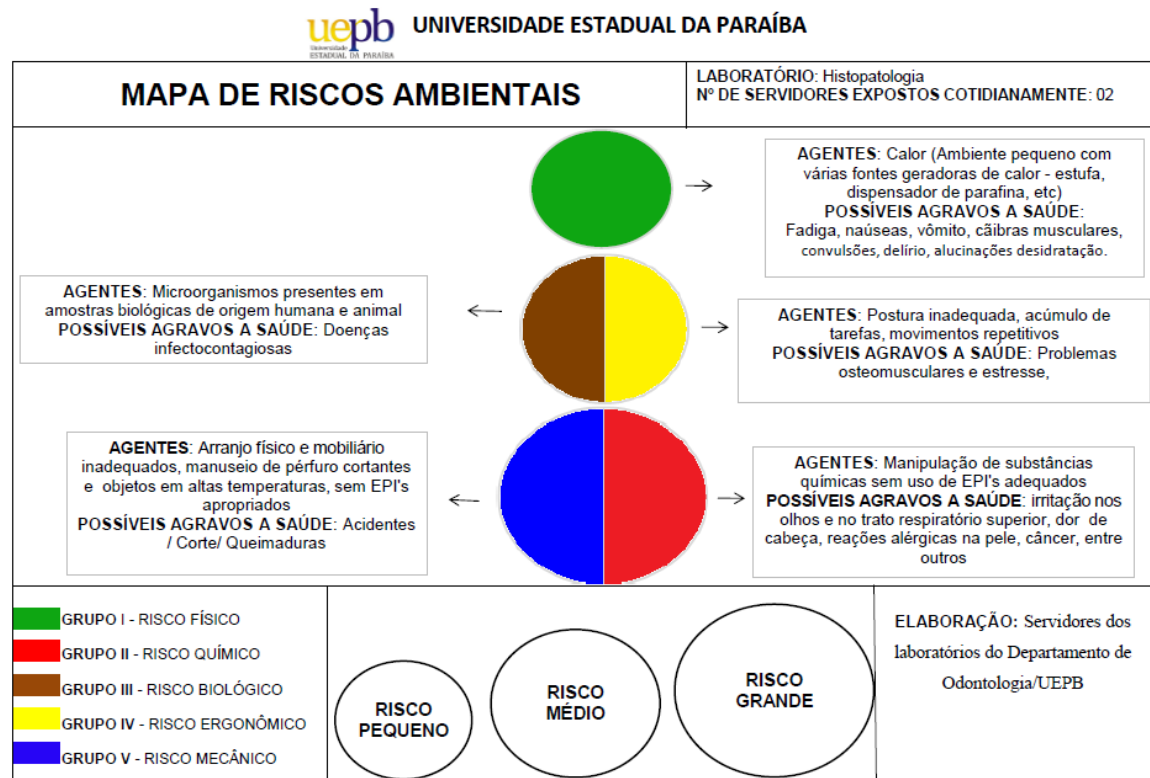 uepb
Universidade
ESTADUAL DA PARAÍBA
UNIVERSIDADE ESTADUAL DA PARAÍBA
MAPA DE RISCOS AMBIENTAIS
LABORATÓRIO: Histopatologia
Nº DE SERVIDORES EXPOSTOS COTIDIANAMENTE: 02
AGENTES: Calor (Ambiente pequeno com
várias fontes geradoras de calor - estufa,
dispensador de parafina, etc)
POSSÍVEIS AGRAVOS A SAÚDE:
Fadiga, naúseas, vômito, cãibras musculares,
convulsões, delírio, alucinações desidratação.
AGENTES: Microorganismos presentes em
amostras biológicas de origem humana e animal
POSSÍVEIS AGRAVOS A SAÚDE: Doenças
infectocontagiosas
AGENTES: Postura inadequada, acúmulo de
tarefas, movimentos repetitivos
POSSÍVEIS AGRAVOS A SAÚDE: Problemas
osteomusculares e estresse,
AGENTES: Arranjo físico e mobiliário
inadequados, manuseio de pérfuro cortantes
e objetos em altas temperaturas, sem EPI's
apropriados
POSSÍVEIS AGRAVOS A SAÚDE: Acidentes
/ Corte/ Queimaduras
AGENTES: Manipulação de substâncias
químicas sem uso de EPI's adequados
POSSÍVEIS AGRAVOS A SAÚDE: irritação nos
olhos e no trato respiratório superior, dor de
cabeça, reações alérgicas na pele, câncer, entre
outros
GRUPO I - RISCO FÍSICO
GRUPO II - RISCO QUÍMICO
GRUPO III - RISCO BIOLÓGICO
GRUPO IV - RISCO ERGONÔMICO
GRUPO V - RISCO MECÂNICO
RISCO
PEQUENO
RISCO
MÉDIO
RISCO
GRANDE
ELABORAÇÃO: Servidores dos
laboratórios do Departamento de
Odontologia/UEPB